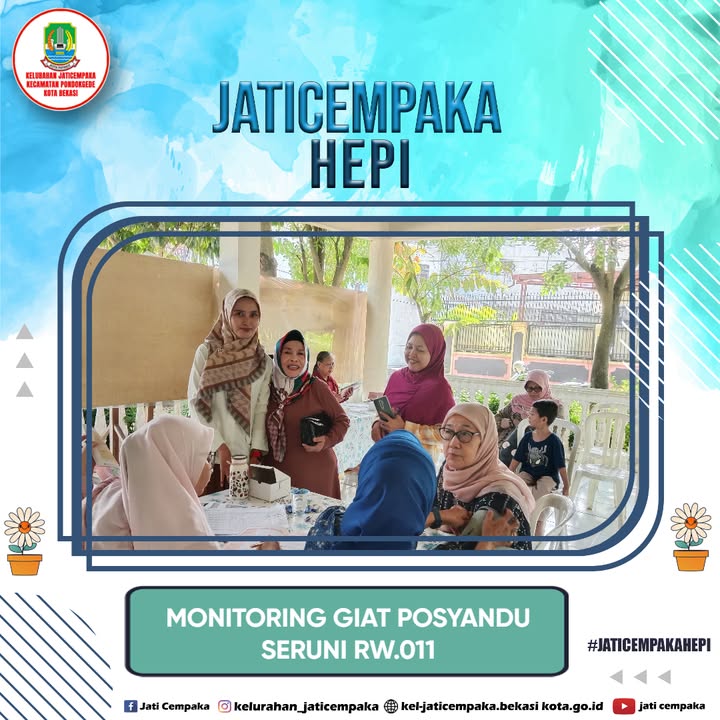 KELURAHAN JATICEMPAKA
KECAMATAN PONDOKGEDE
KOTA BEKASI
JATICEMPAKA
HEPI
MONITORING GIAT POSYANDU
SERUNI RW.011
#JATICEMPAKAHEPI
Jati Cempaka kelurahan_jaticempaka kel-jaticempaka.bekasi kota.go.id jati cempaka